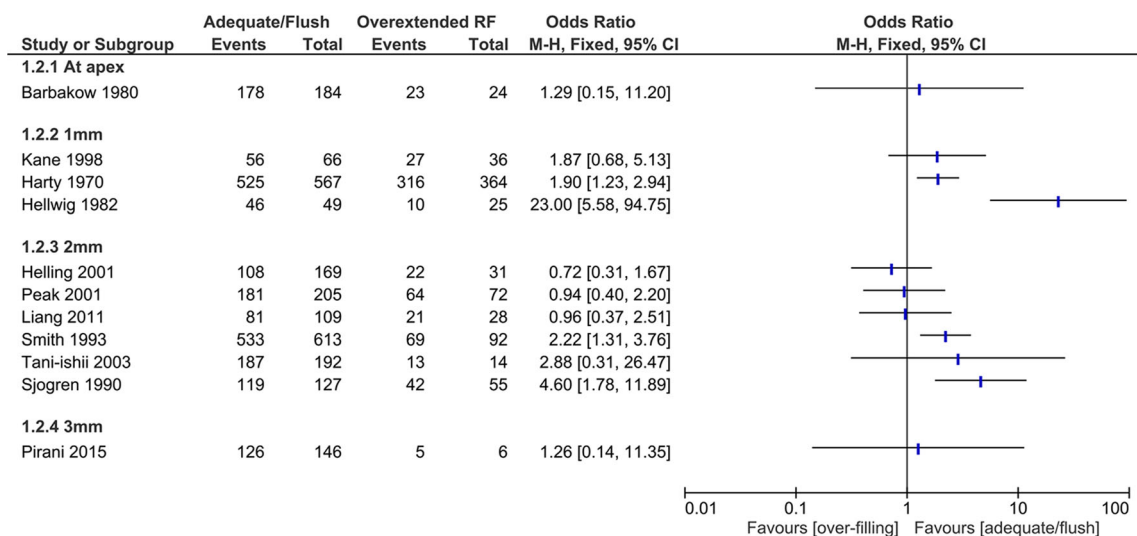 Adequate/Flush Overextended RF Odds Ratio Odds Ratio
Study or Subgroup Events Total Events Total M-H, Fixed, 95% CI M-H, Fixed, 95% CI
1.2.1 At apex
Barbakow 1980 178 184 23 24 1.29 [0.15, 11.20]
1.2.2 1mm
Kane 1998 56 66 27 36 1.87 [0.68, 5.13]
Harty 1970 525 567 316 364 1.90 [1.23, 2.94]
Hellwig 1982 46 49 10 25 23.00 [5.58, 94.75]
1.2.3 2mm
Helling 2001 108 169 22 31 0.72 [0.31, 1.67]
Peak 2001 181 205 64 72 0.94 [0.40, 2.20]
Liang 2011 81 109 21 28 0.96 [0.37, 2.51]
Smith 1993 533 613 69 92 2.22 [1.31, 3.76]
Tani-ishii 2003 187 192 13 14 2.88 [0.31, 26.47]
Sjogren 1990 119 127 42 55 4.60 [1.78, 11.89]
1.2.4 3mm
Pirani 2015 126 146 5 6 1.26 [0.14, 11.35]
0.01 0.1 1 10 100
Favours [over-filling] Favours [adequate/flush]